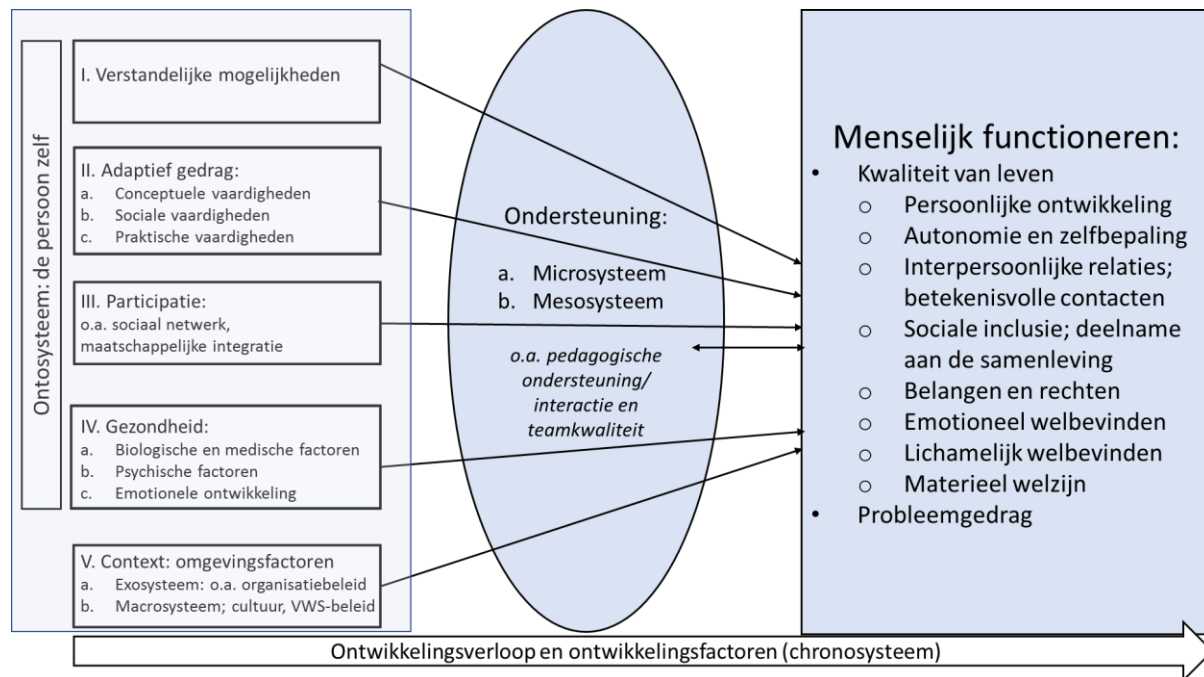 Ontosysteem: de persoon zelf
I. Verstandelijke mogelijkheden
II. Adaptief gedrag:
a. Conceptuele vaardigheden
b. Sociale vaardigheden
c. Praktische vaardigheden
III. Participatie:
o.a. sociaal netwerk,
maatschappelijke integratie
IV. Gezondheid:
a. Biologische en medische factoren
b. Psychische factoren
c. Emotionele ontwikkeling
V. Context: omgevingsfactoren
a. Exosysteem: o.a. organisatiebeleid
b. Macrosysteem; cultuur, VWS-beleid
Ondersteuning:
a. Microsysteem
b. Mesosysteem
o.a. pedagogische
ondersteuning/
interactie en
teamkwaliteit
Menselijk functioneren:
• Kwaliteit van leven
o Persoonlijke ontwikkeling
o Autonomie en zelfbepaling
o Interpersoonlijke relaties;
betekenisvolle contacten
o Sociale inclusie; deelname
aan de samenleving
o Belangen en rechten
o Emotioneel welbevinden
o Lichamelijk welbevinden
o Materieel welzijn
• Probleemgedrag
Ontwikkelingsverloop en ontwikkelingsfactoren (chronosysteem)